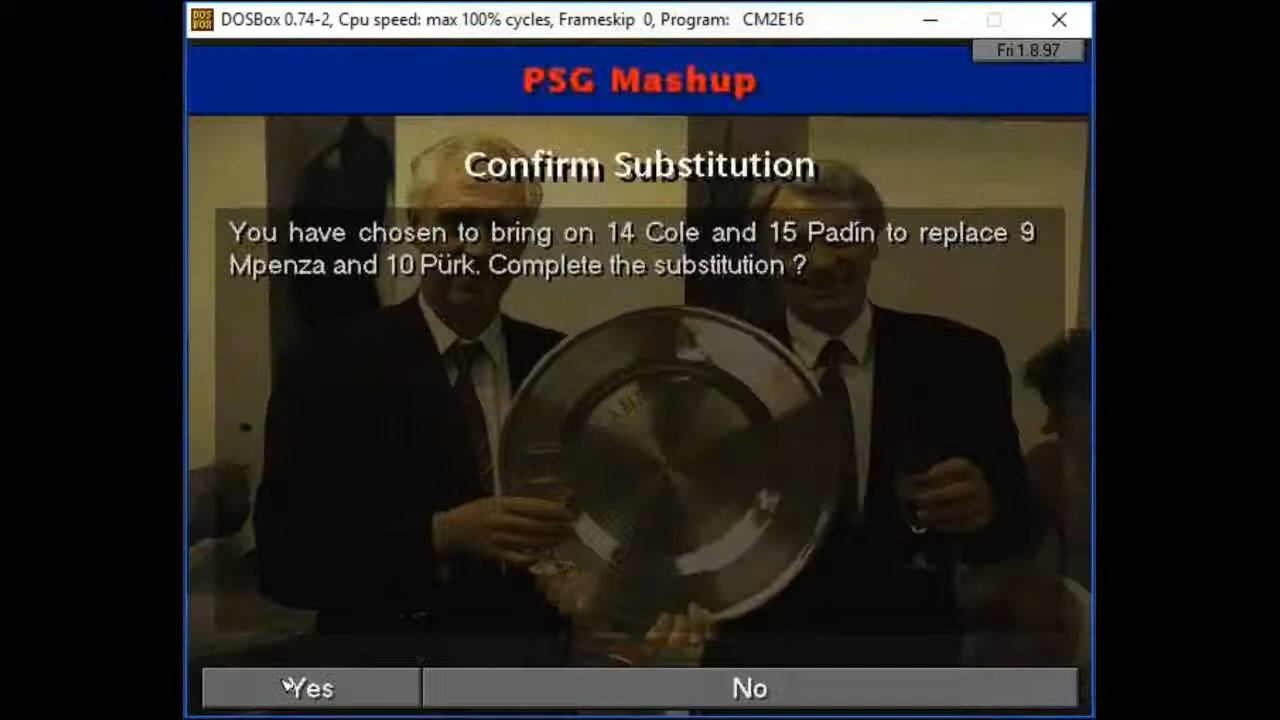 DOSBox 0.74-2, Cpu speed: max 100% cycles, Frameskip 0, Program: CM2E16
Fri 1.8.97
PSG Mashup
Confirm Substitution
You have chosen to bring on 14 Cole and 15 Padín to replace 9
Mpenza and 10 Pürk. Complete the substitution ?
Yes
No